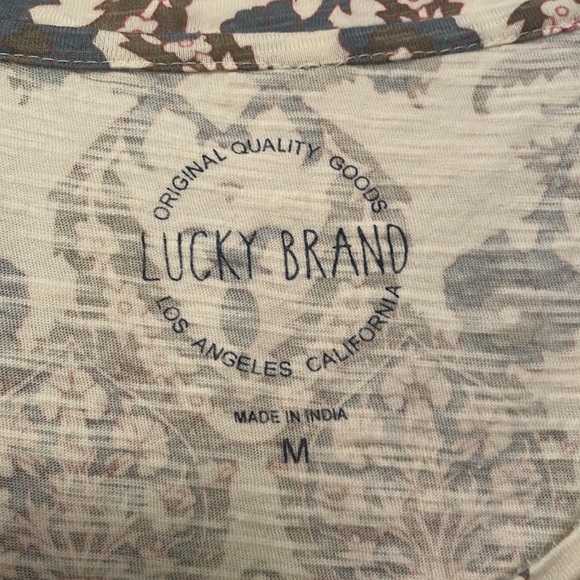 ORIGINAL QUALITY GOODS
LUCKY BRAND
LOS ANGELES CALIFORNIA
MADE IN INDIA
M